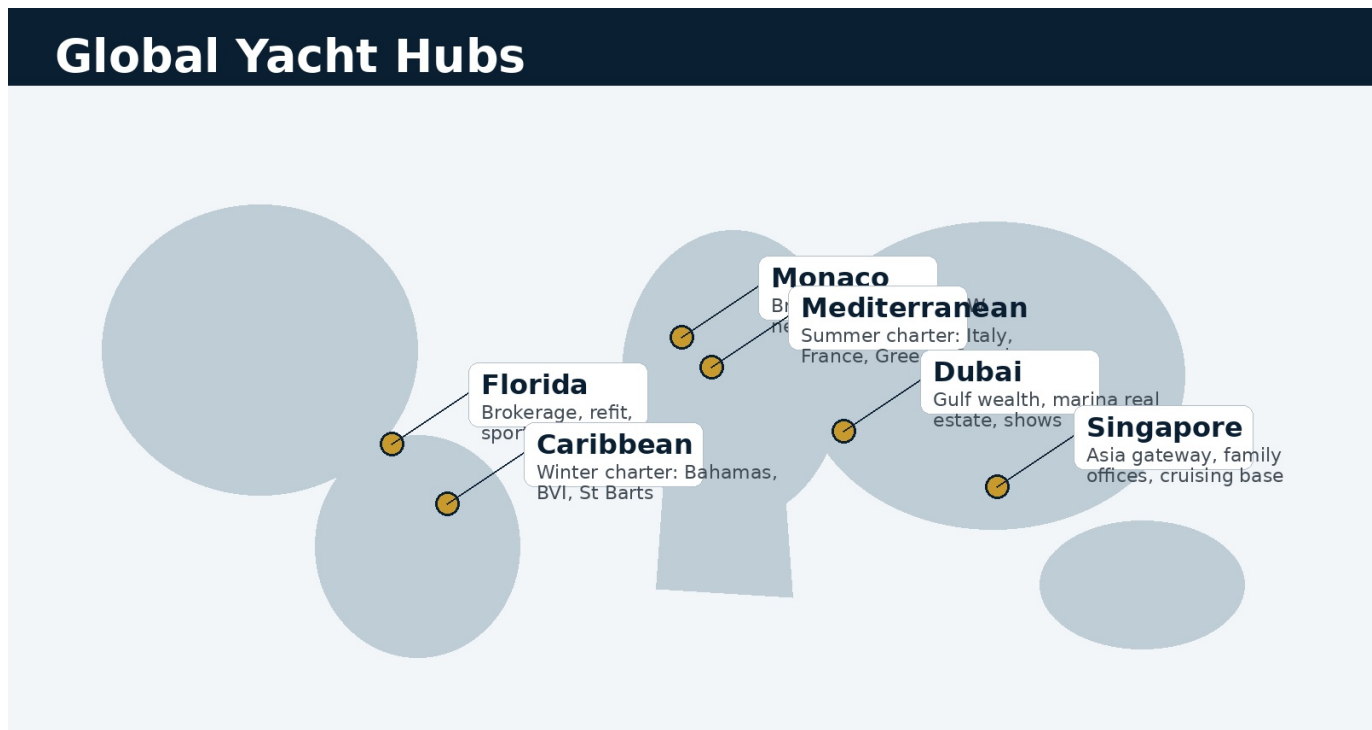 Global Yacht Hubs
Monaco
Mediterranean
Summer charter: Italy,
France,
Dubai
Gulf wealth, marina real
estate, shows
Florida
Brokerage, refit,
Singapore
Asia gateway, family
offices, cruising base
Caribbean
Winter charter: Bahamas,
BVI, St Barts